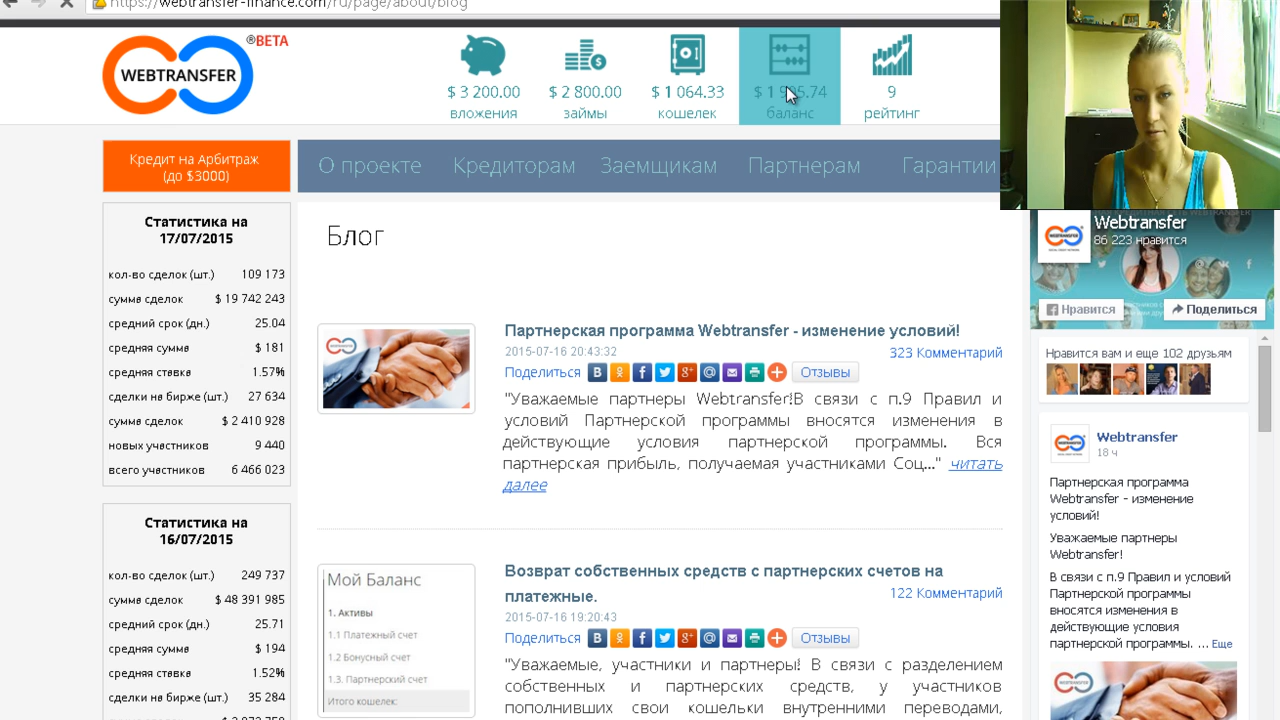 https://webtransfer-finance.com/ru/page/about/blog
WEBTRANSFER
®BETA
$ 3 200.00
вложения
$ 2 800.00
займы
$ 1 064.33
кошелек
баланс
9
рейтинг
Кредит на Арбитраж
(до $3000)
О проекте Кредиторам Заемщикам Партнерам Гарантии
Статистика на
17/07/2015
кол-во сделок (шт.) 109 173
сумма сделок $ 19 742 243
средний срок (дн.) 25.04
средняя сумма $ 181
средняя ставка 1.57%
сделки на бирже (шт.) 27 634
сумма сделок $ 2 410 928
новых участников 9 440
всего участников 6 466 023
Статистика на
16/07/2015
кол-во сделок (шт.) 249 737
сумма сделок $ 48 391 985
средний срок (дн.) 25.71
средняя сумма $ 194
средняя ставка 1.52%
сделки на бирже (шт.) 35 284
Блог
Партнерская программа Webtransfer - изменение условий!
2015-07-16 20:43:32
323 Комментарий
Поделиться
Отзывы
"Уважаемые партнеры Webtransfer!В связи с п.9 Правил и
условий Партнерской программы вносятся изменения в
действующие условия партнерской программы. Вся
партнерская прибыль, получаемая участниками Соц..." читать
далее
Мой Баланс
1. Активы
1.1 Платежный счет
1.2 Бонусный счет
1.3. Партнерский счет
Итого кошелек:
Возврат собственных средств с партнерских счетов на
платежные.
122 Комментарий
2015-07-16 19:20:43
Поделиться
Отзывы
"Уважаемые, участники и партнеры! В связи с разделением
собственных и партнерских средств, у участников
пополнивших свои кошельки внутренними переводами,
Webtransfer
86 223 нравится
Нравится
Поделиться
Нравится вам и еще 102 друзьям
Webtransfer
18 ч
Партнерская программа
Webtransfer - изменение
условий!
Уважаемые партнеры
Webtransfer!
В связи с п.9 Правил и условий
Партнерской программы
вносятся изменения в
действующие условия
партнерской программы. ... Еще